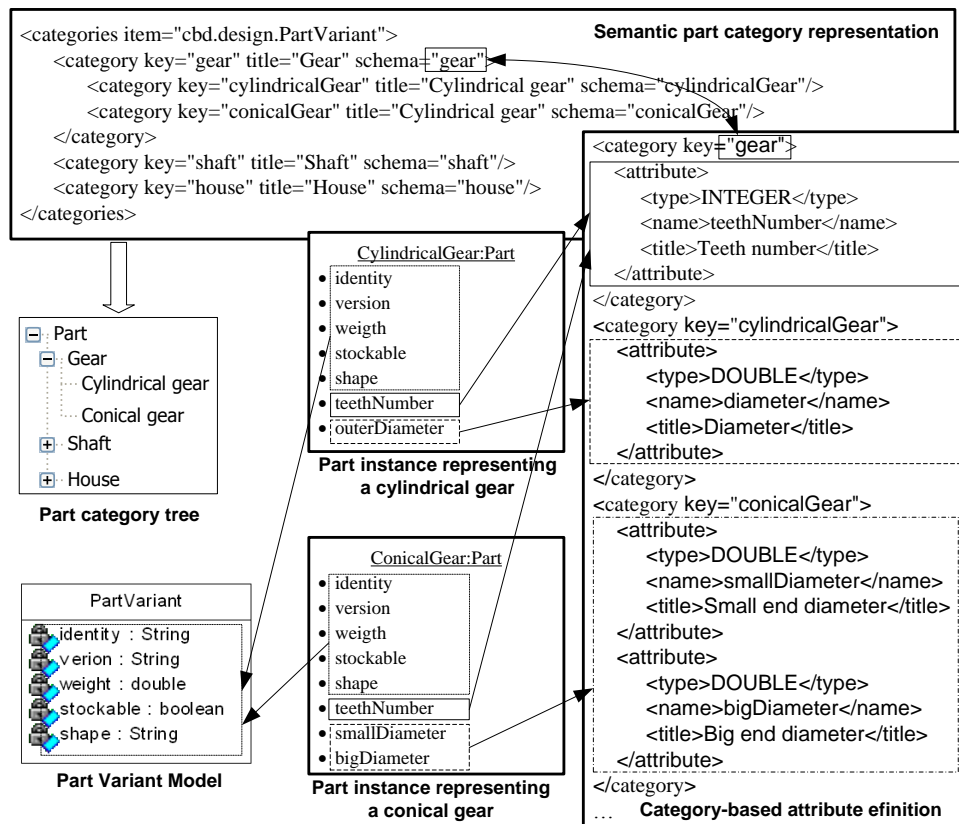 <categories item="cbd.design.PartVariant">
Semantic part category representation
<category key="gear" title="Gear" schema="gear">
<category key="cylindricalGear" title="Cylindrical gear" schema="cylindricalGear"/>
<category key="conicalGear" title="Cylindrical gear" schema="conicalGear"/>
</category>
<category key="shaft" title="Shaft" schema="shaft"/>
<category key="house" title="House" schema="house"/>
</categories>
Part
Gear
Cylindrical gear
Conical gear
Shaft
House
Part category tree
PartVariant
identity : String
verion : String
weight : double
stockable : boolean
shape : String
Part Variant Model
CylindricalGear:Part
• identity
• version
• weigth
• stockable
• shape
• teethNumber
• outerDiameter
Part instance representing
a cylindrical gear
ConicalGear:Part
• identity
• version
• weigth
• stockable
• shape
• teethNumber
• smallDiameter
• bigDiameter
Part instance representing
a conical gear
<category key="gear">
<attribute>
<type>INTEGER</type>
<name>teethNumber</name>
<title>Teeth number</title>
</attribute>
</category>
<category key="cylindricalGear">
<attribute>
<type>DOUBLE</type>
<name>diameter</name>
<title>Diameter</title>
</attribute>
</category>
<category key="conicalGear">
<attribute>
<type>DOUBLE</type>
<name>smallDiameter</name>
<title>Small end diameter</title>
</attribute>
<attribute>
<type>DOUBLE</type>
<name>bigDiameter</name>
<title>Big end diameter</title>
</attribute>
</category>
… Category-based attribute efinition